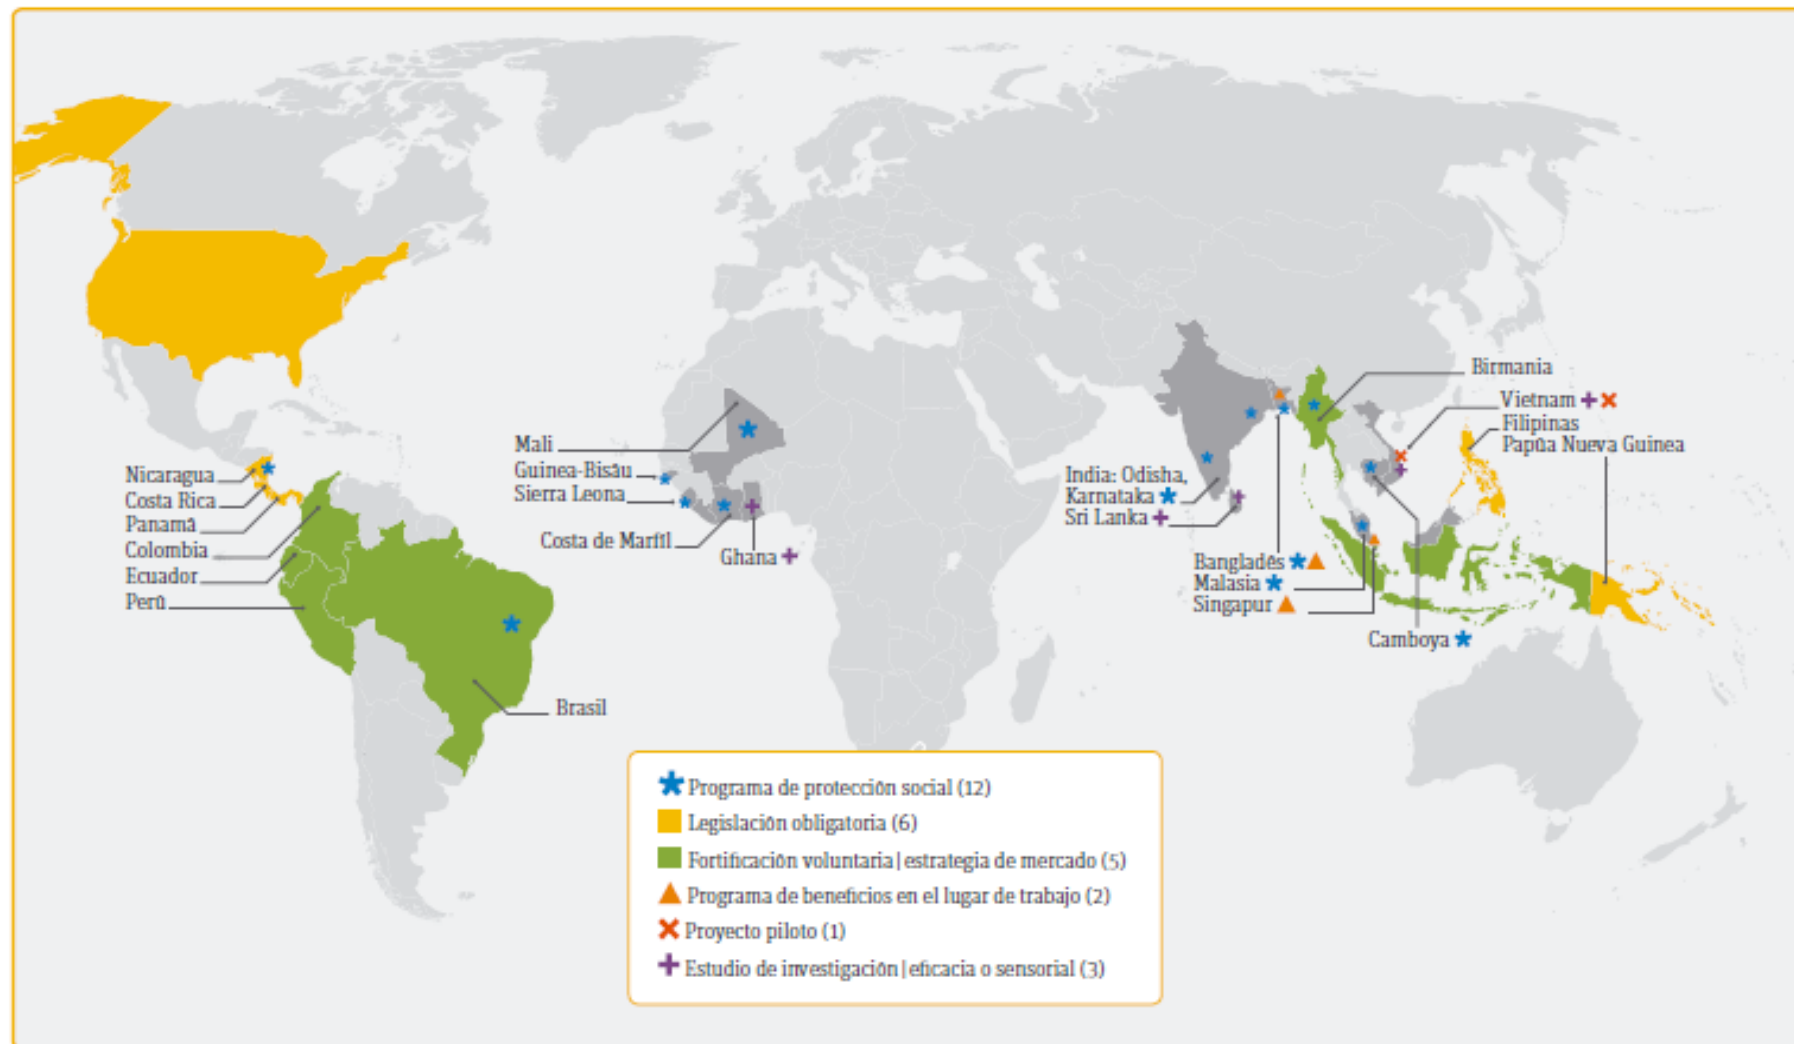 Nicaragua
Costa Rica
Panamá
Colombia
Ecuador
Perú
Brasil
Mali
Guinea-Bisáu
Sierra Leona
Costa de Marfil
Ghana
India: Odisha,
Karnataka
Sri Lanka
Bangladés
Malasia
Singapur
Camboya
Birmania
Vietnam
Filipinas
Papúa Nueva Guinea
Programa de protección social (12)
Legislación obligatoria (6)
Fortificación voluntaria | estrategia de mercado (5)
Programa de beneficios en el lugar de trabajo (2)
Proyecto piloto (1)
Estudio de investigación | eficacia o sensorial (3)